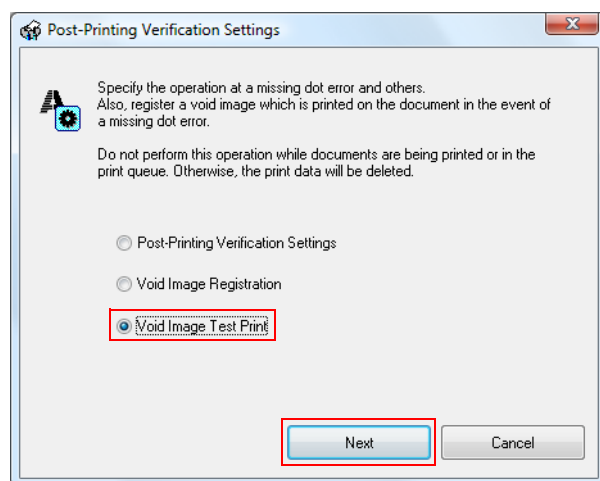 Post-Printing Verification Settings
Specify the operation at a missing dot error and others.
Also, register a void image which is printed on the document in the event of
a missing dot error.
Do not perform this operation while documents are being printed or in the
print queue. Otherwise, the print data will be deleted.
Post-Printing Verification Settings
Void Image Registration
Void Image Test Print
Next
Cancel